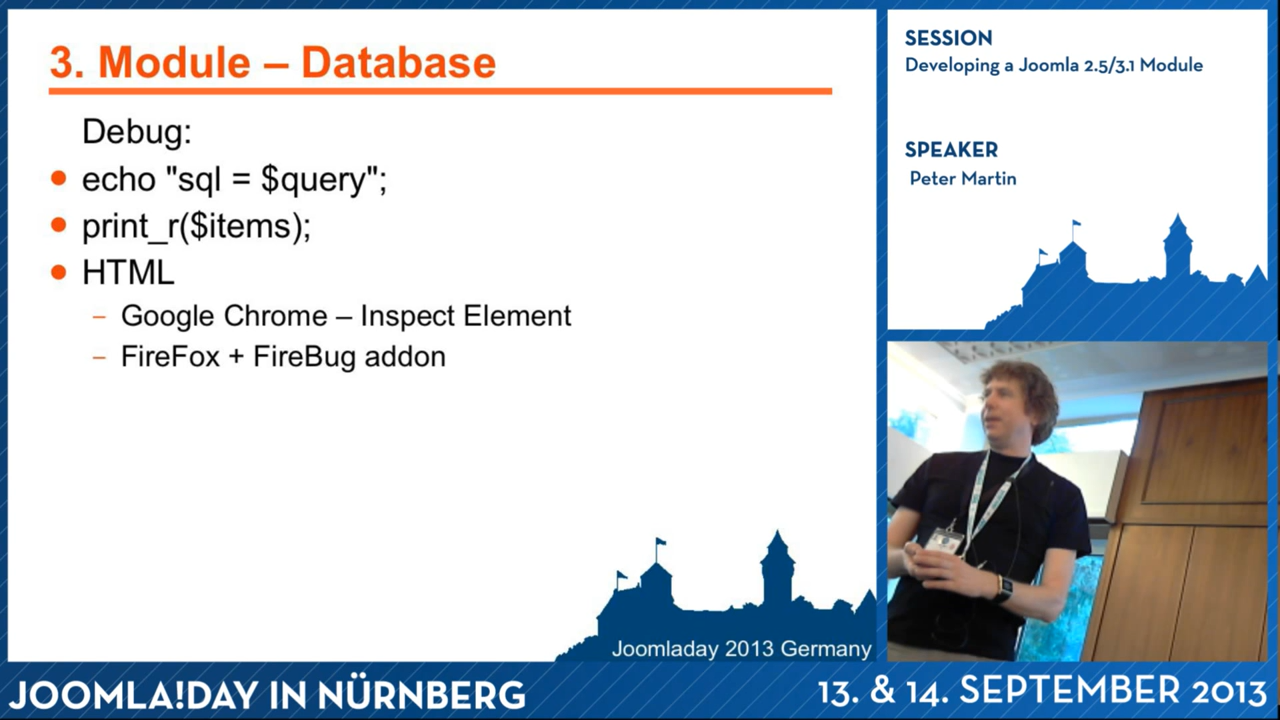 3. Module – Database
Debug:
echo "sql = $query";
print_r($items);
HTML
– Google Chrome – Inspect Element
– FireFox + FireBug addon
Joomladay 2013 Germany
SESSION
Developing a Joomla 2.5/3.1 Module
SPEAKER
Peter Martin
JOOMLA!DAY IN NÜRNBERG
13. & 14. SEPTEMBER 2013